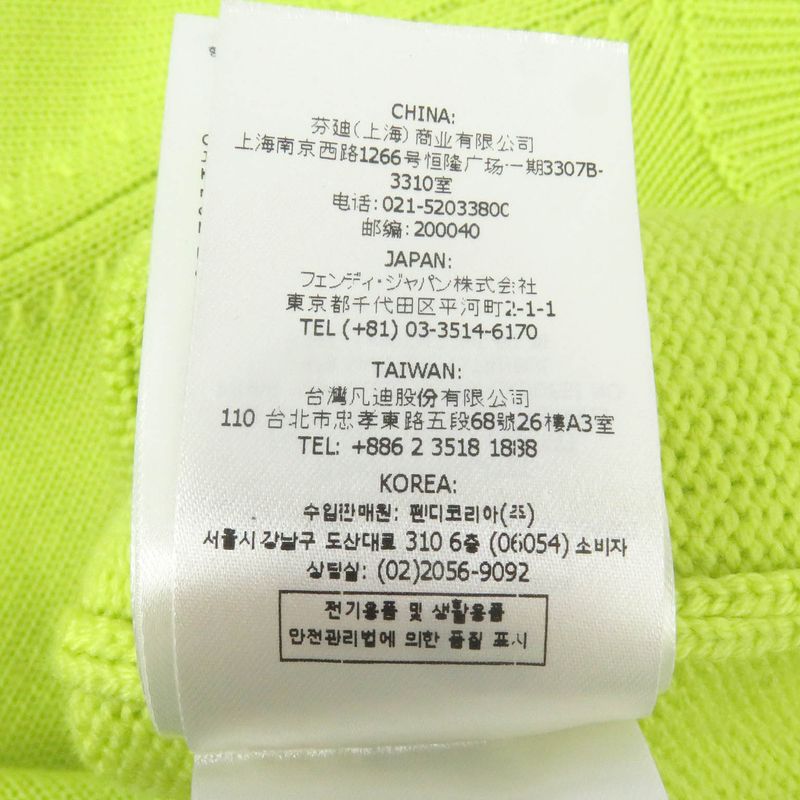 CHINA:
芬迪(上海)商业有限公司
上海南京西路1266号恒隆广场一期3307B-
3310室
电话:021-52033800
邮编:200040
JAPAN:
フェンディ・ジャパン株式会社
東京都千代田区平河町2-1-1
TEL (+81) 03-3514-6170
TAIWAN:
台灣凡迪股份有限公司
110 台北市忠孝東路五段68號26樓A3室
TEL: +886 2 3518 1888
KOREA:
수입판매원: 펜디코리아(유)
서울시 강남구 도산대로 310 6층 (06054) 소비자
상담실: (02)2056-9092
전기용품 및 생활용품
안전관리법에 의한 품질 표시